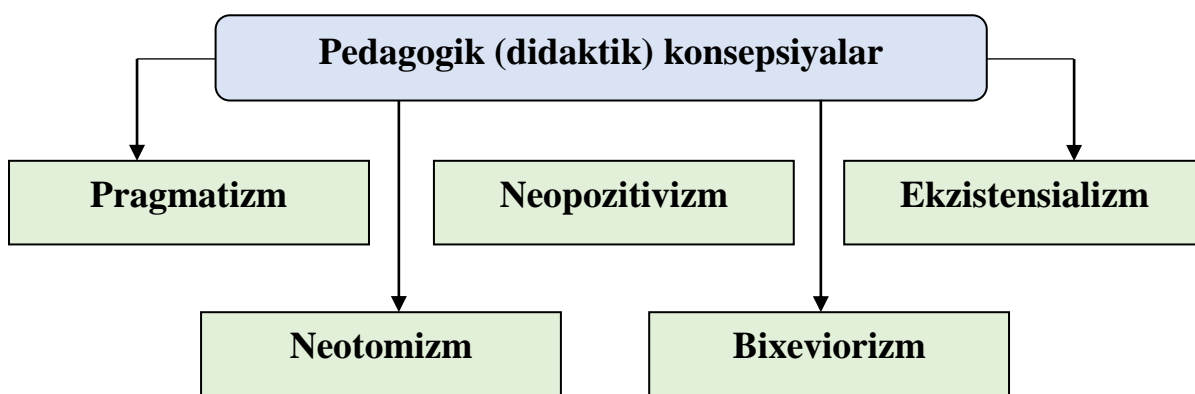 Pedagogik (didaktik) konsepsiyalar
Pragmatizm
Neopozitivizm
Ekzistensializm
Neotomizm
Bixeviorizm